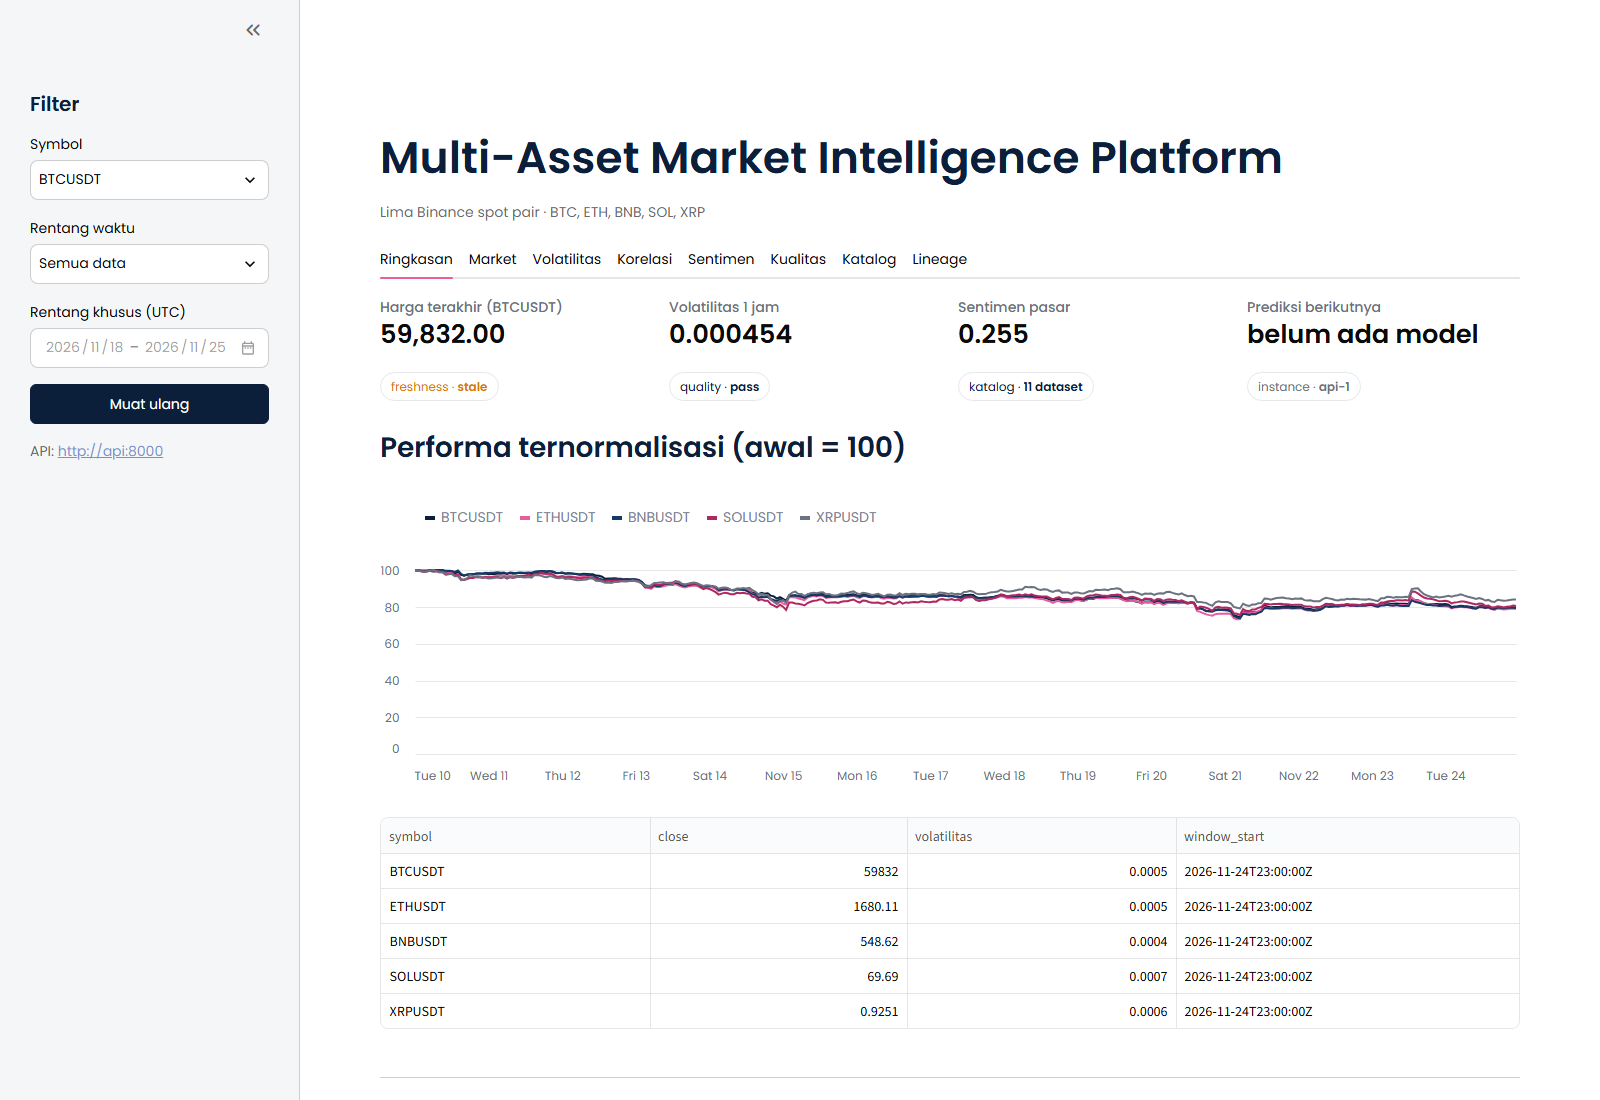 Filter
Symbol
BTCUSDT
Rentang waktu
Semua data
Rentang khusus (UTC)
2026/11/18 – 2026/11/25
Muat ulang
API: http://api:8000
Multi-Asset Market Intelligence Platform
Lima Binance spot pair · BTC, ETH, BNB, SOL, XRP
Ringkasan Market Volatilitas Korelasi Sentimen Kualitas Katalog Lineage
Harga terakhir (BTCUSDT) Volatilitas 1 jam Sentimen pasar Prediksi berikutnya
59,832.00 0.000454 0.255 belum ada model
freshness · stale quality · pass katalog · 11 dataset instance · api-1
Performa ternormalisasi (awal = 100)
BTCUSDT ETHUSDT BNBUSDT SOLUSDT XRPUSDT
100
80
60
40
20
0
Tue 10 Wed 11 Thu 12 Fri 13 Sat 14 Nov 15 Mon 16 Tue 17 Wed 18 Thu 19 Fri 20 Sat 21 Nov 22 Mon 23 Tue 24
symbol close volatilitas window_start
BTCUSDT 59832 0.0005 2026-11-24T23:00:00Z
ETHUSDT 1680.11 0.0005 2026-11-24T23:00:00Z
BNBUSDT 548.62 0.0004 2026-11-24T23:00:00Z
SOLUSDT 69.69 0.0007 2026-11-24T23:00:00Z
XRPUSDT 0.9251 0.0006 2026-11-24T23:00:00Z